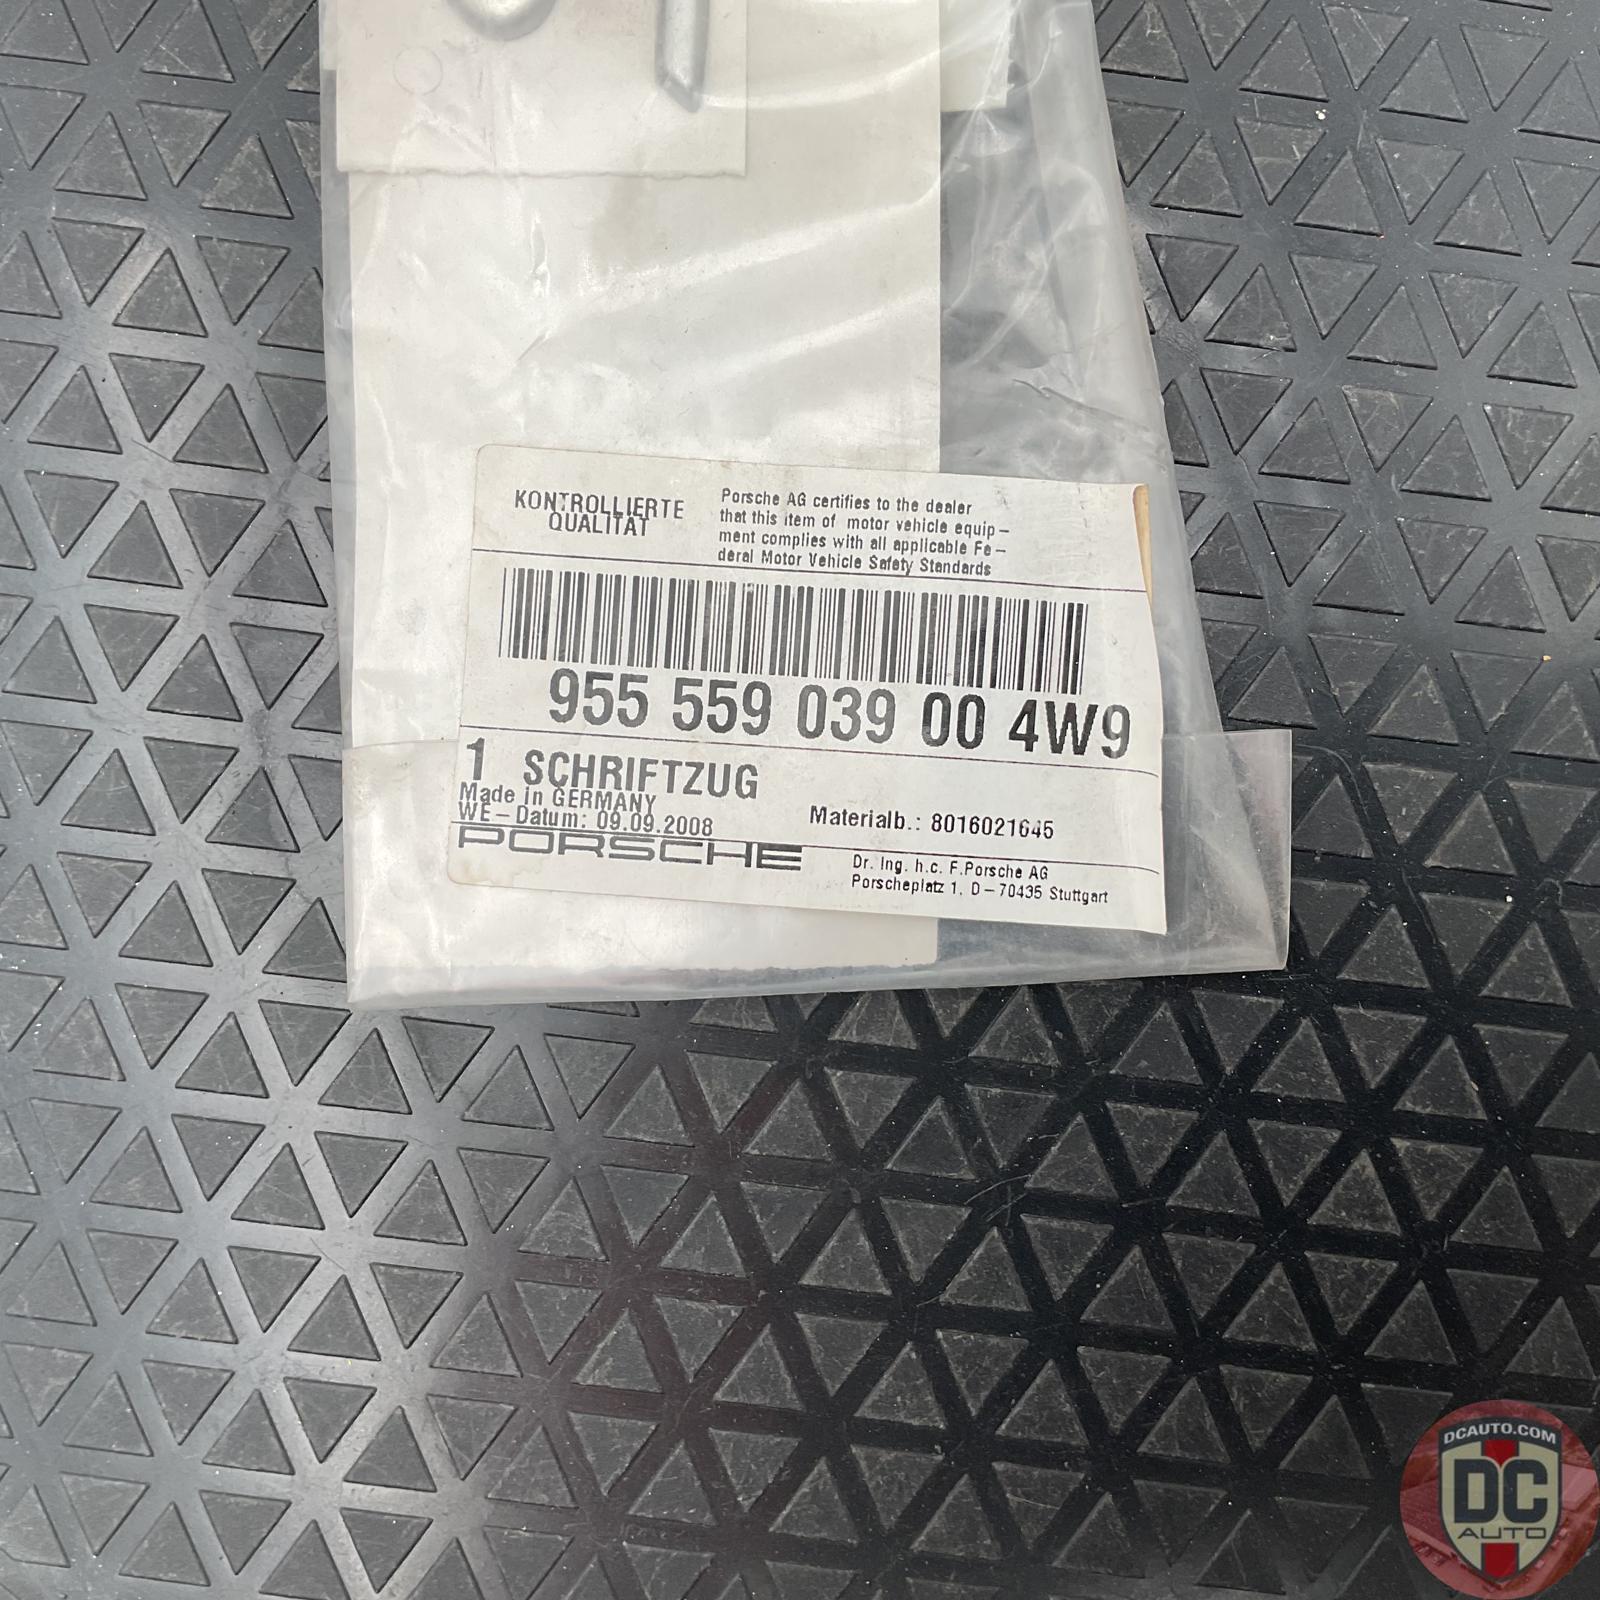 KONTROLLIERTE
QUALITÄT
Porsche AG certifies to the dealer
that this item of motor vehicle equip-
ment complies with all applicable Fe-
deral Motor Vehicle Safety Standards
955 559 039 00 4W9
1 SCHRIFTZUG
Made in GERMANY
WE-Datum: 09.09.2008
Materialb.: 8016021645
PORSCHE
Dr. Ing. h.c. F.Porsche AG
Porscheplatz 1, D-70435 Stuttgart
DCAUTO.COM
DC
AUTO